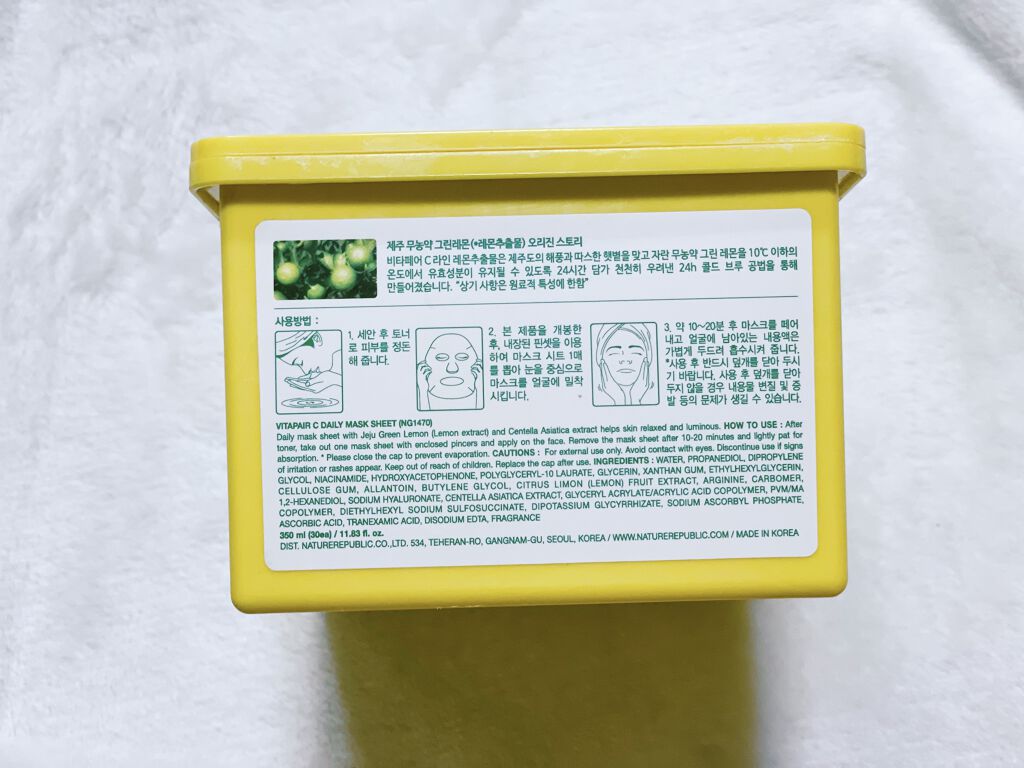 제주 무농약 그린레몬(*레몬추출물) 오리진 스토리
비타페어 C 라인 레몬추출물은 제주도의 해풍과 따스한 햇볕을 맞고 자란 무농약 그린 레몬을 10℃ 이하의
온도에서 유효성분이 유지될 수 있도록 24시간 담가 천천히 우려낸 24h 콜드 브루 공법을 통해
만들어졌습니다. "상기 사항은 원료적 특성에 한함"
사용방법 :
1. 세안 후 토너
로 피부를 정돈
해 줍니다.
2. 본 제품을 개봉한
후, 내장된 핀셋을 이용
하여 마스크 시트 1매
를 뽑아 눈을 중심으로
마스크를 얼굴에 밀착
시킵니다.
3. 약 10~20분 후 마스크를 떼어
내고 얼굴에 남아있는 내용액은
가볍게 두드려 흡수시켜 줍니다.
*사용 후 반드시 덮개를 닫아 두시
기 바랍니다. 사용 후 덮개를 닫아
두지 않을 경우 내용물 변질 및 증
발 등의 문제가 생길 수 있습니다.
VITAPAIR C DAILY MASK SHEET (NG1470)
Daily mask sheet with Jeju Green Lemon (Lemon extract) and Centella Asiatica extract helps skin relaxed and luminous. HOW TO USE : After
toner, take out one mask sheet with enclosed pincers and apply on the face. Remove the mask sheet after 10-20 minutes and lightly pat for
absorption. * Please close the cap to prevent evaporation. CAUTIONS : For external use only. Avoid contact with eyes. Discontinue use if signs
of irritation or rashes appear. Keep out of reach of children. Replace the cap after use. INGREDIENTS : WATER, PROPANEDIOL, DIPROPYLENE
GLYCOL, NIACINAMIDE, HYDROXYACETOPHENONE, POLYGLYCERYL-10 LAURATE, GLYCERIN, XANTHAN GUM, ETHYLHEXYLGLYCERIN,
CELLULOSE GUM, ALLANTOIN, BUTYLENE GLYCOL, CITRUS LIMON (LEMON) FRUIT EXTRACT, ARGININE, CARBOMER,
1,2-HEXANEDIOL, SODIUM HYALURONATE, CENTELLA ASIATICA EXTRACT, GLYCERYL ACRYLATE/ACRYLIC ACID COPOLYMER, PVM/MA
COPOLYMER, DIETHYLHEXYL SODIUM SULFOSUCCINATE, DIPOTASSIUM GLYCYRRHIZATE, SODIUM ASCORBYL PHOSPHATE,
ASCORBIC ACID, TRANEXAMIC ACID, DISODIUM EDTA, FRAGRANCE
350 ml (30ea) / 11.83 fl. oz.
DIST. NATUREREPUBLIC.CO.,LTD. 534, TEHERAN-RO, GANGNAM-GU, SEOUL, KOREA / WWW.NATUREREPUBLIC.COM / MADE IN KOREA